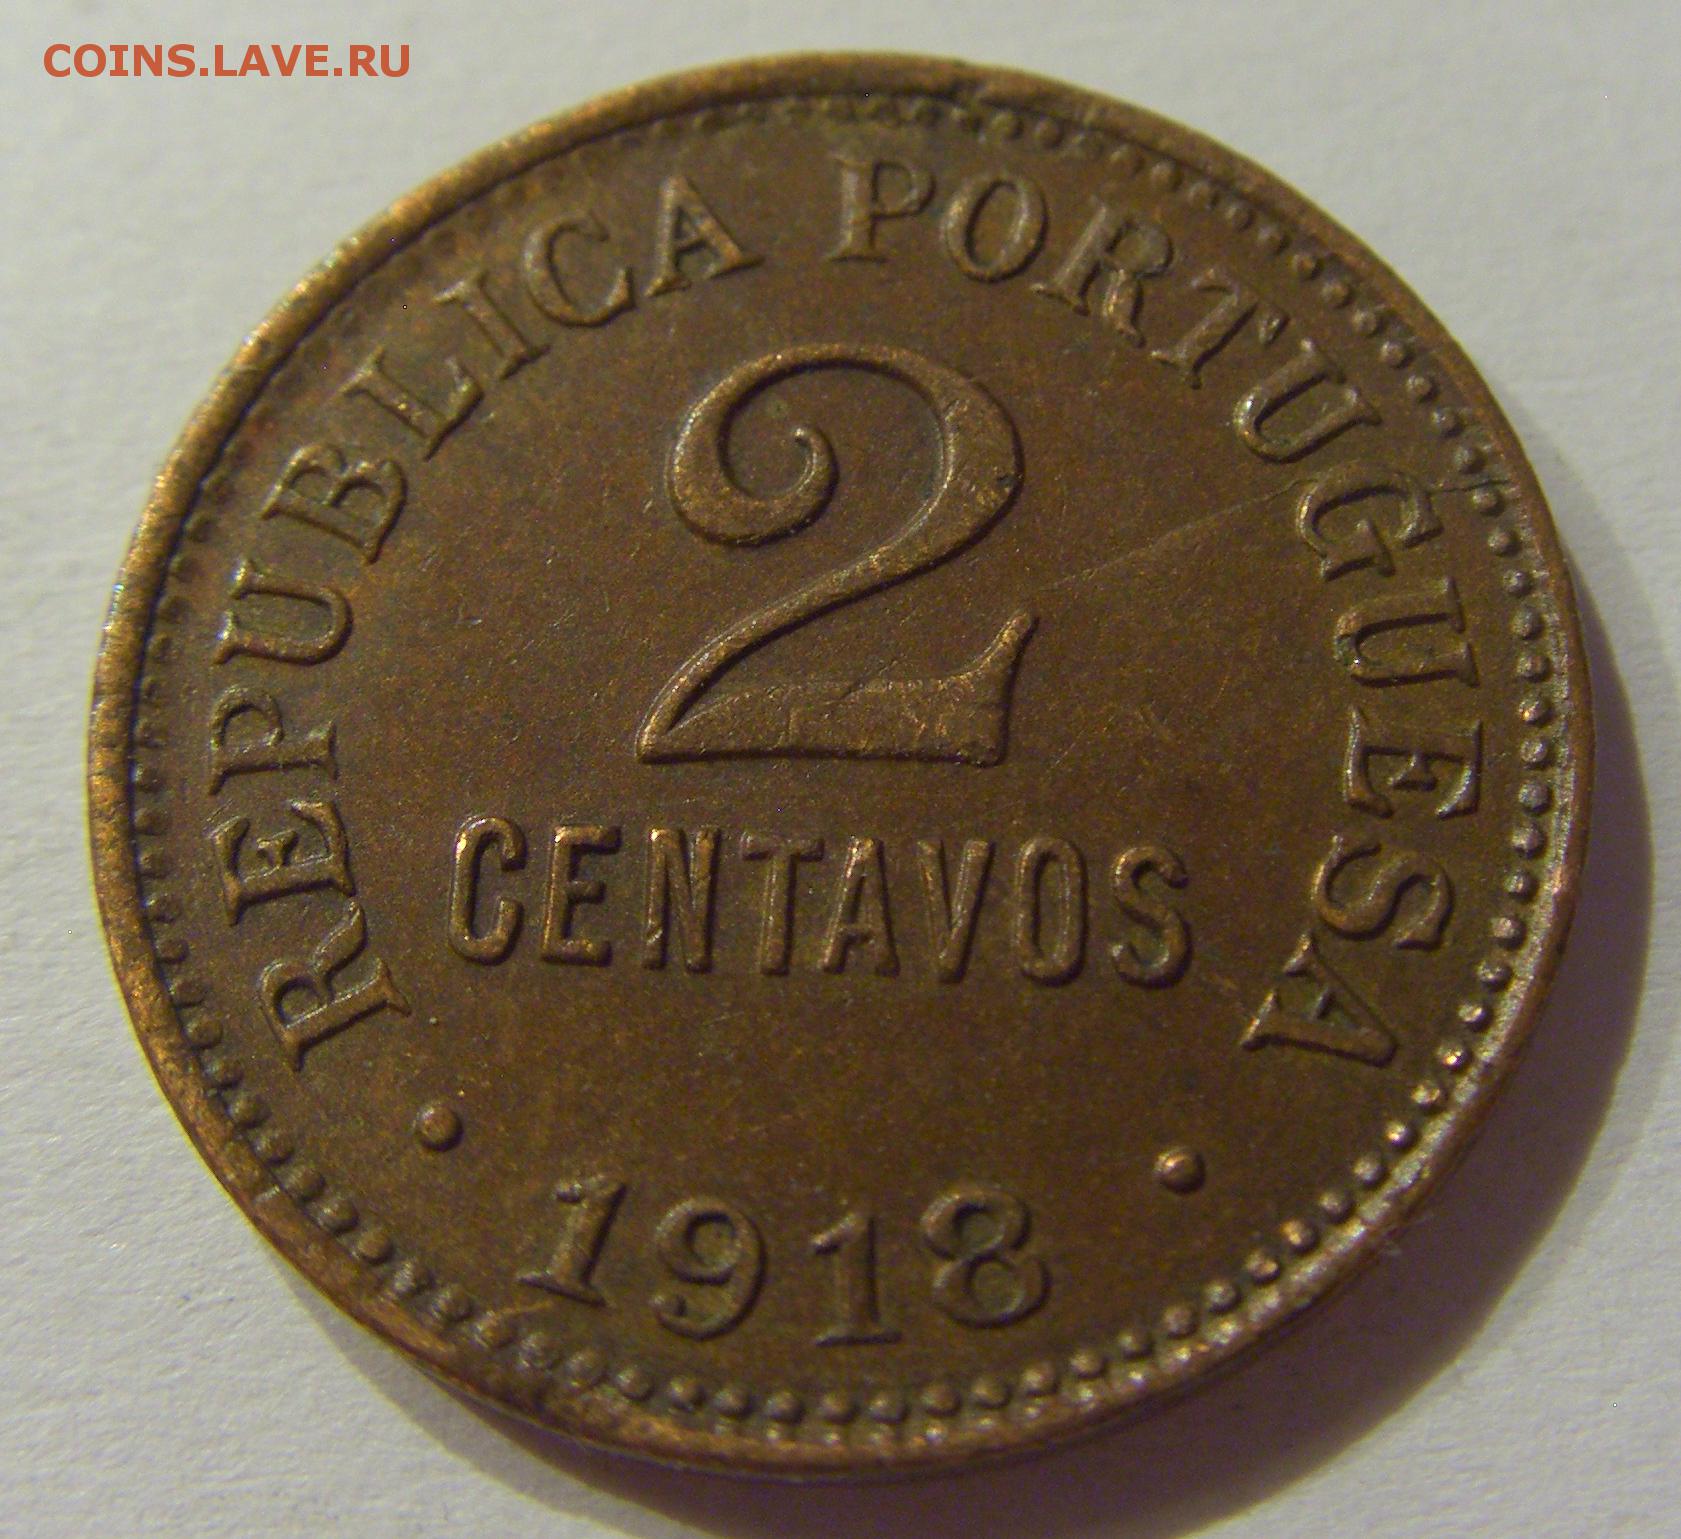 COINS.LAVE.RU
REPUBLICA PORTUGUESA
2
CENTAVOS
• 1918 •